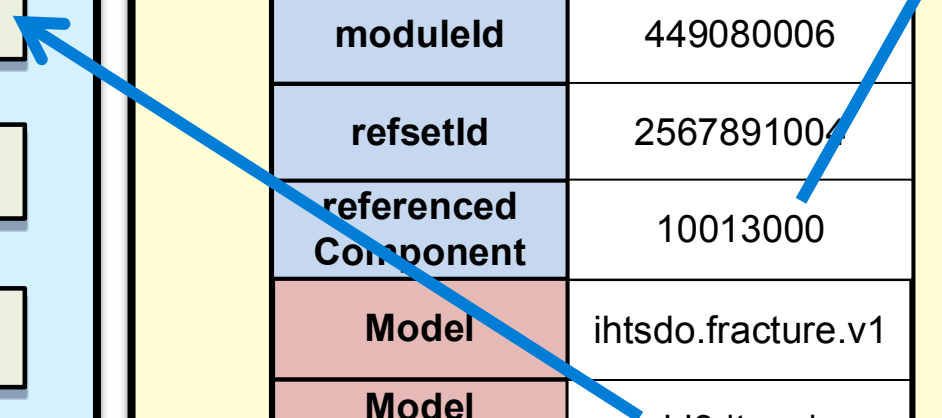 moduleId 449080006
refsetId 2567891004
referenced
Component 10013000
Model ihtsdo.fracture.v1
Model